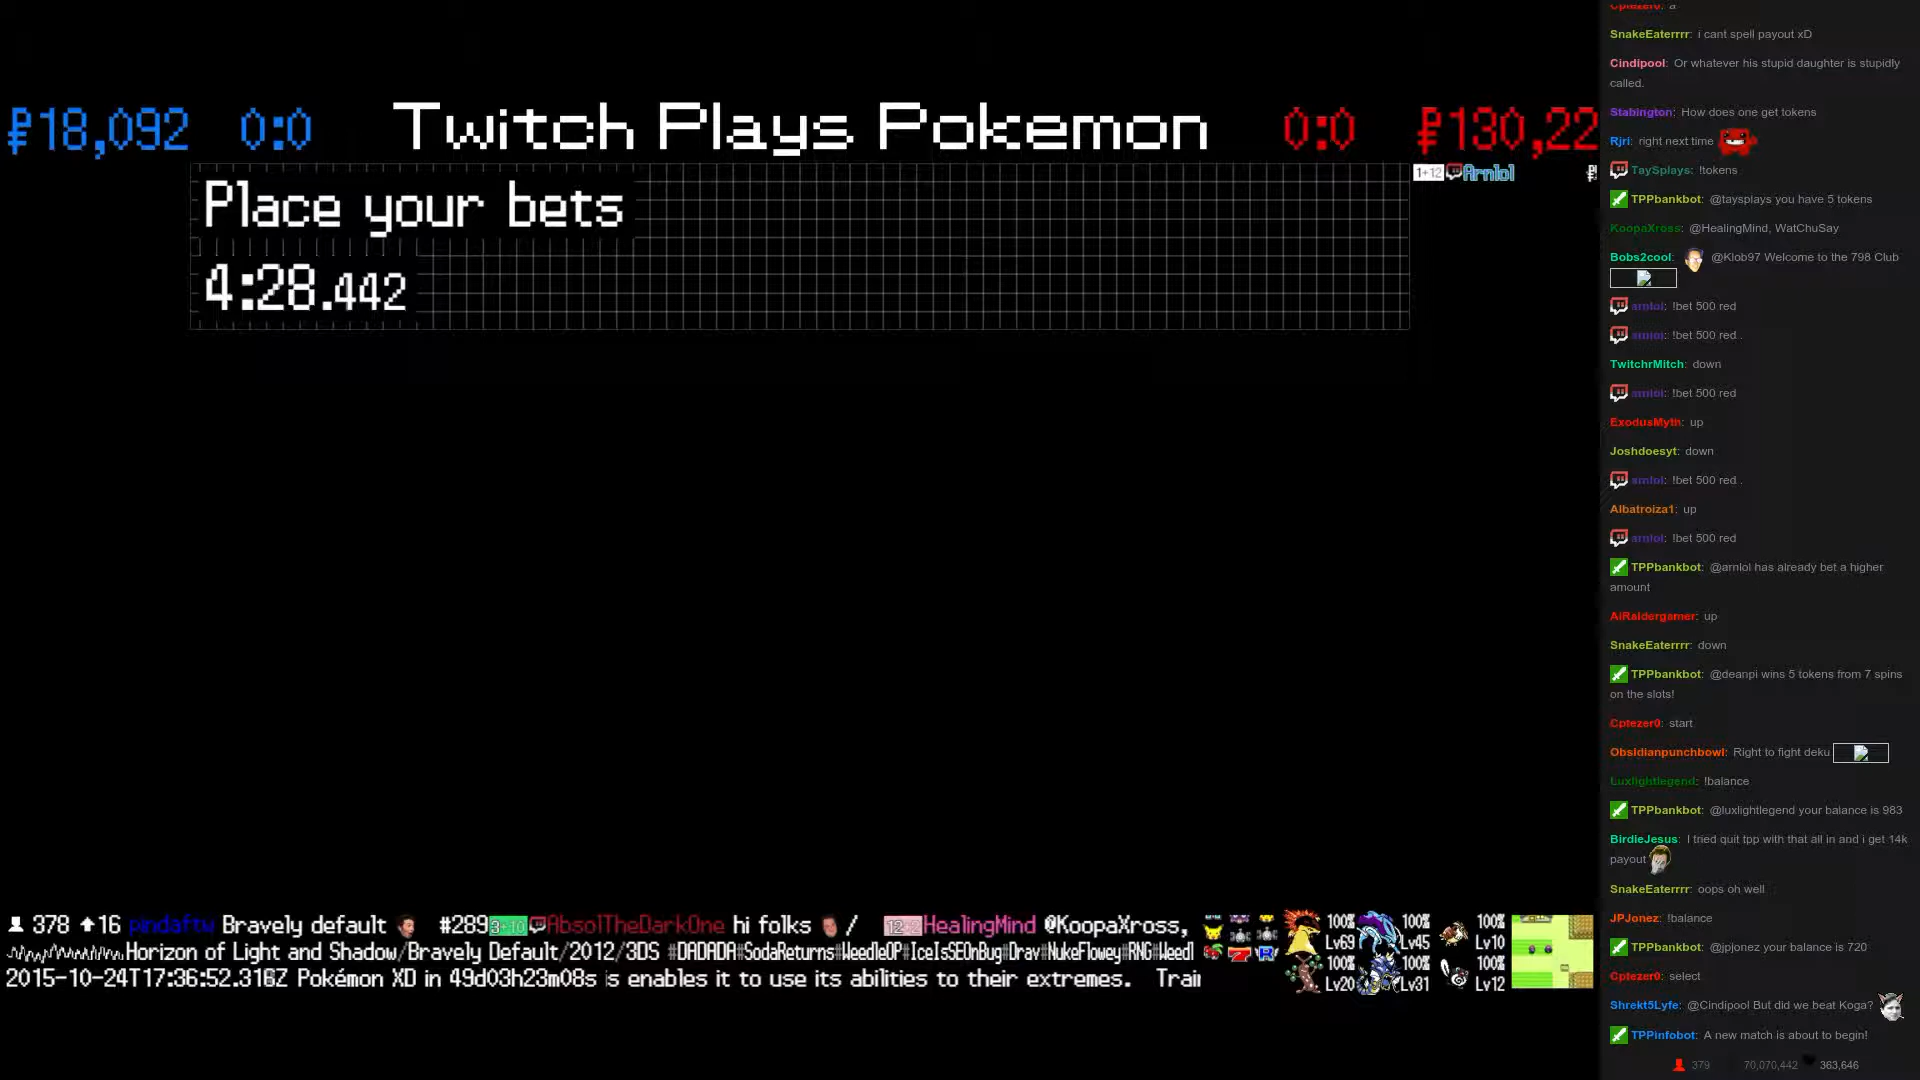 ₽18,092 0:0 Twitch Plays Pokemon 0:0 ₽130,22
1+12 Arnlol
Place your bets
4:28.442
378 16 pindaftw Bravely default #289 3+10 AbsolTheDarkOne hi folks / HealingMind @KoopaXross,
Horizon of Light and Shadow/Bravely Default/2012/3DS #DADADA#SodaReturns#WeedleOP#IceIsSEOnBug#Drav#NukeFlowey#RNG#Weedl
2015-10-24T17:36:52.31 Z Pokémon XD in 49d03h23m08s is enables it to use its abilities to their extremes. Trai
100% 100% 100%
Lv69 Lv45 Lv10
100% 100% 100%
Lv20 Lv31 Lv12
Cptezer0: a
SnakeEaterrrr: i cant spell payout xD
Cindipool: Or whatever his stupid daughter is stupidly
called.
Stabington: How does one get tokens
Rjrl: right next time
TaySplays: !tokens
TPPbankbot: @taysplays you have 5 tokens
KoopaXross: @HealingMind, WatChuSay
Bobs2cool: @Klob97 Welcome to the 798 Club
arnlol: !bet 500 red
arnlol: !bet 500 red .
TwitchrMitch: down
arnlol: !bet 500 red
ExodusMyth: up
Joshdoesyt: down
arnlol: !bet 500 red .
Albatroiza1: up
arnlol: !bet 500 red
TPPbankbot: @arnlol has already bet a higher
amount
AiRaidergamer: up
SnakeEaterrrr: down
TPPbankbot: @deanpi wins 5 tokens from 7 spins
on the slots!
Cptezer0: start
Obsidianpunchbowl: Right to fight deku
Luxlightlegend: !balance
TPPbankbot: @luxlightlegend your balance is 983
BirdieJesus: I tried quit tpp with that all in and i get 14k
payout
SnakeEaterrrr: oops oh well
JPJonez: !balance
TPPbankbot: @jpjonez your balance is 720
Cptezer0: select
Shrekt5Lyfe: @Cindipool But did we beat Koga?
TPPinfobot: A new match is about to begin!
379 70,070,442 363,646